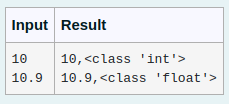 Input Result
10 10,<class 'int'>
10.9 10.9,<class 'float'>